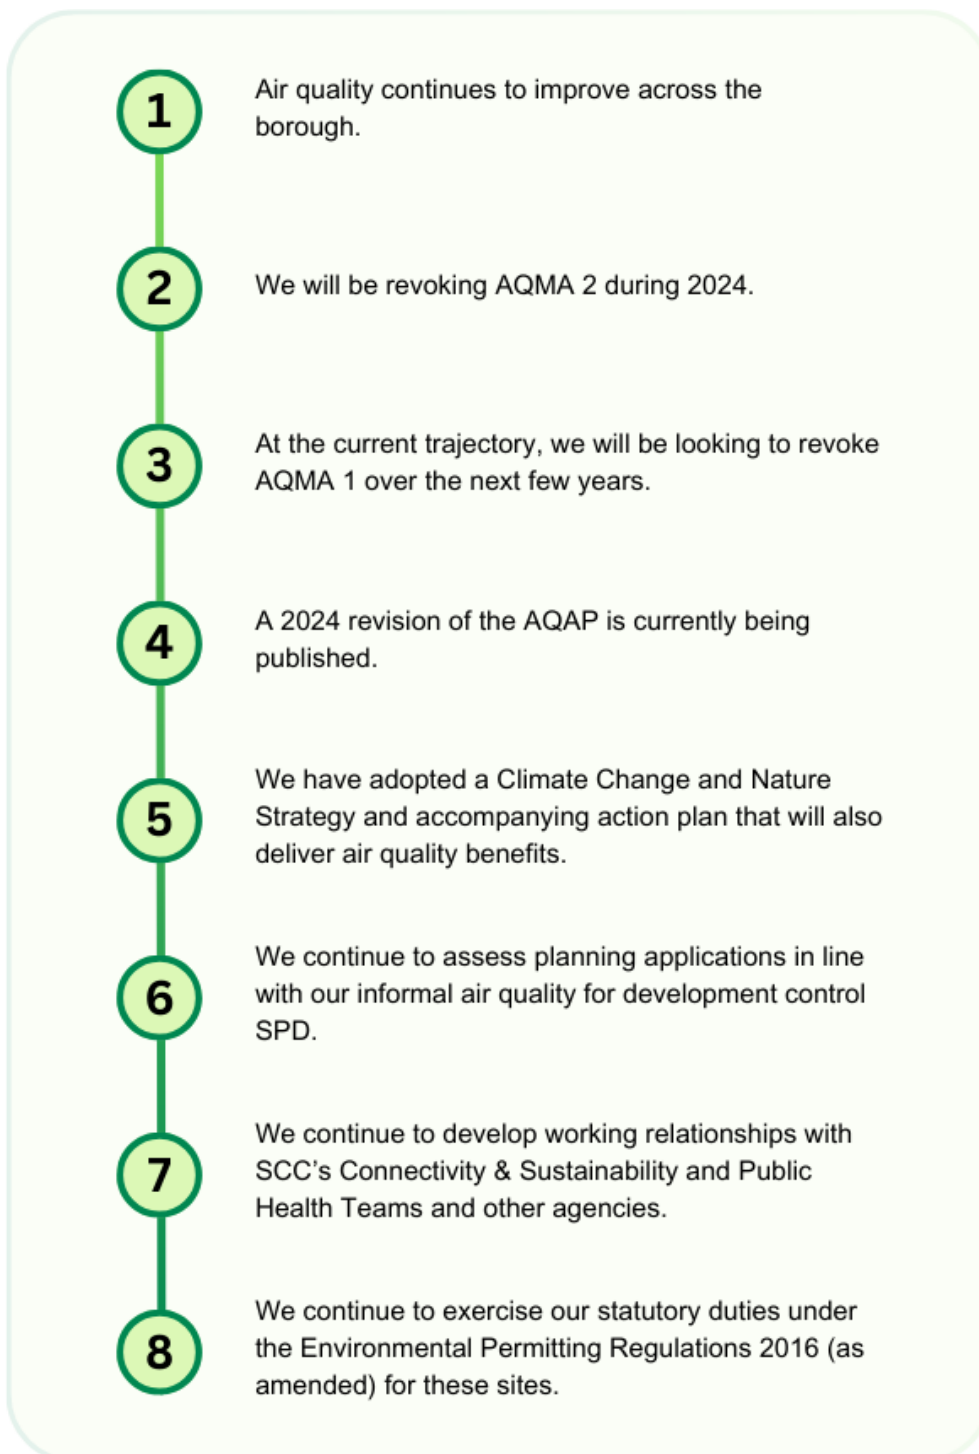 1
Air quality continues to improve across the
borough.
2
We will be revoking AQMA 2 during 2024.
3
At the current trajectory, we will be looking to revoke
AQMA 1 over the next few years.
4
A 2024 revision of the AQAP is currently being
published.
5
We have adopted a Climate Change and Nature
Strategy and accompanying action plan that will also
deliver air quality benefits.
6
We continue to assess planning applications in line
with our informal air quality for development control
SPD.
7
We continue to develop working relationships with
SCC’s Connectivity & Sustainability and Public
Health Teams and other agencies.
8
We continue to exercise our statutory duties under
the Environmental Permitting Regulations 2016 (as
amended) for these sites.